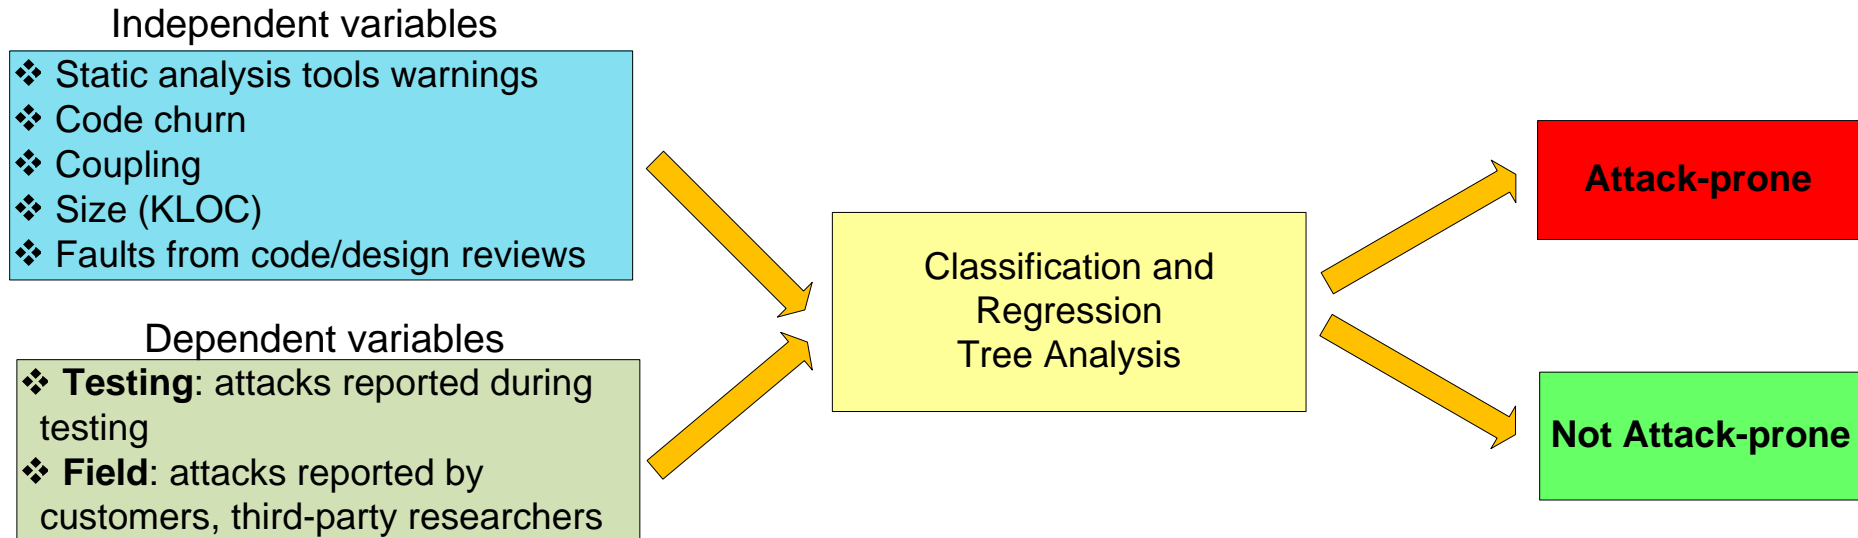 Independent variables
❖ Static analysis tools warnings
❖ Code churn
❖ Coupling
❖ Size (KLOC)
❖ Faults from code/design reviews
Dependent variables
❖ Testing: attacks reported during
testing
❖ Field: attacks reported by
customers, third-party researchers
Classification and
Regression
Tree Analysis
Attack-prone
Not Attack-prone